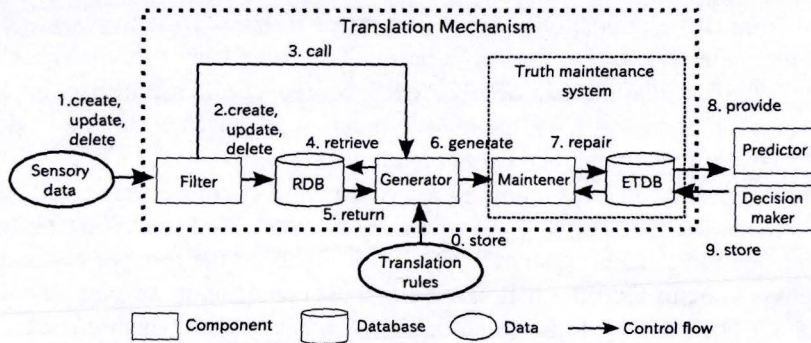 Translation Mechanism
3. call
Truth maintenance
system
1.create,
update,
delete
2.create,
update,
delete
4. retrieve
6. generate
7. repair
8. provide
Sensory
data
Filter
RDB
Generator
Maintener
ETDB
Predictor
Decision
maker
5. return
0. store
9. store
Translation
rules
Component
Database
Data
Control flow